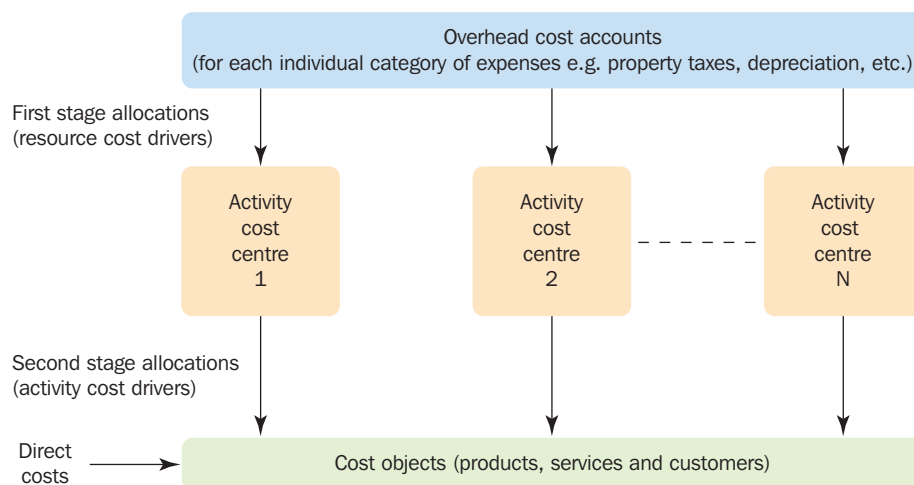 Overhead cost accounts
(for each individual category of expenses e.g. property taxes, depreciation, etc.)
First stage allocations
(resource cost drivers)
Activity
cost
centre
1
Activity
cost
centre
2
Activity
cost
centre
N
Second stage allocations
(activity cost drivers)
Direct
costs
Cost objects (products, services and customers)